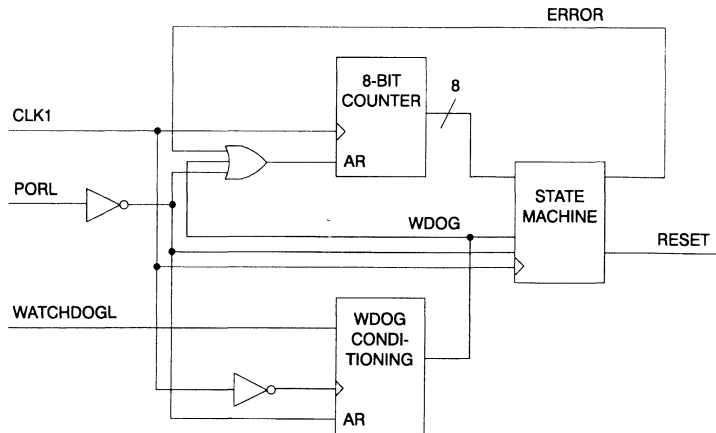 ERROR
8-BIT
COUNTER
8
CLK1
AR
PORL
STATE
MACHINE
WDOG
RESET
WATCHDOGL
WDOG
CONDI-
TIONING
AR